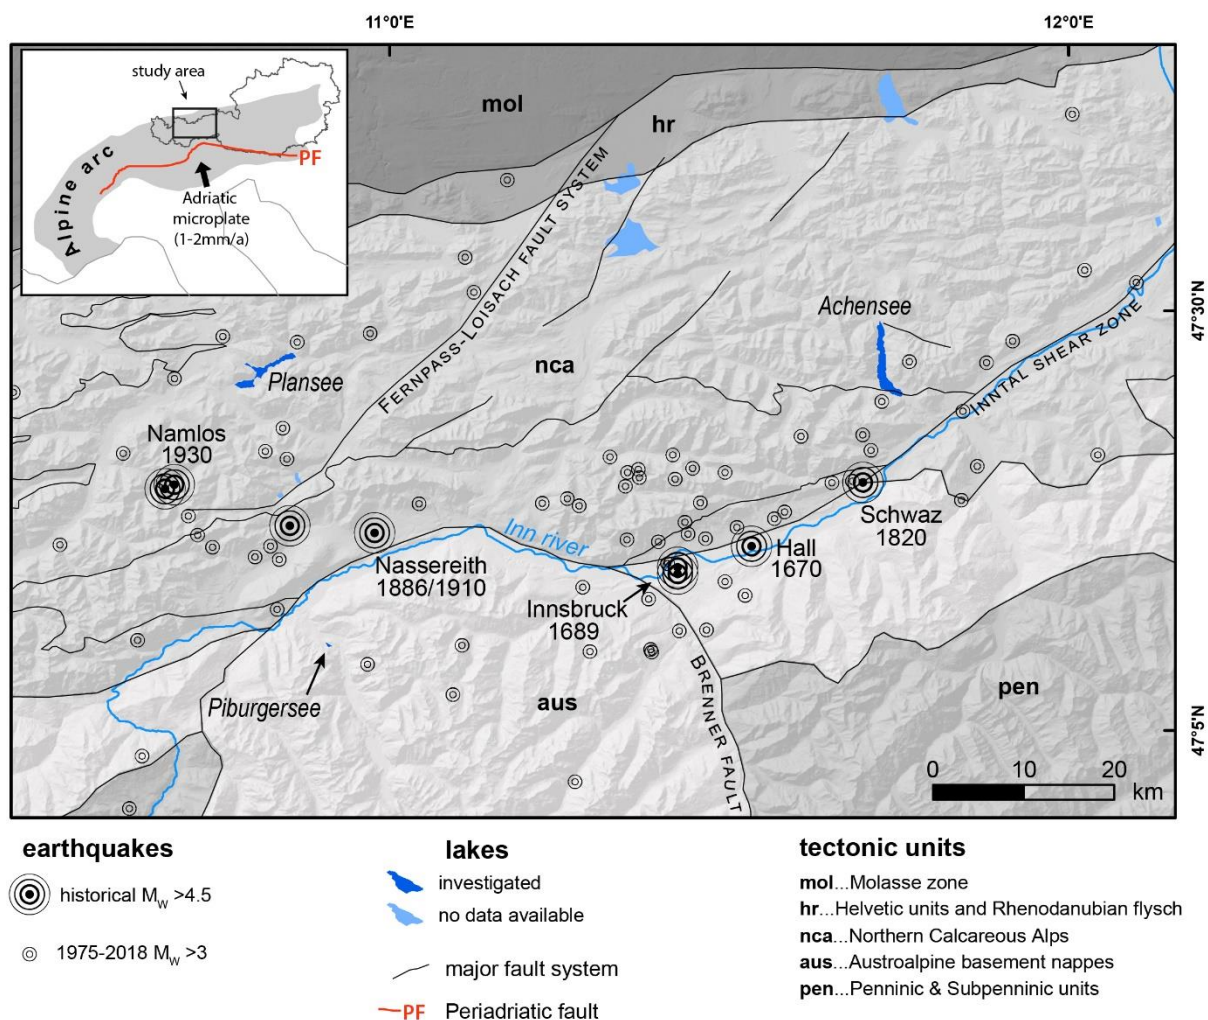 11°0'E
12°0'E
study area
Alpine arc
PF
Adriatic
microplate
(1-2mm/a)
mol
hr
FERNPASS-LOISACH FAULT SYSTEM
47°30'N
Achensee
nca
Plansee
INNTAL SHEAR ZONE
Namlos
1930
Schwaz
1820
Inn river
Hall
1670
Nassereith
1886/1910
Innsbruck
1689
BRENNER FAULT
Piburgersee
aus
pen
47°5'N
0
10
20
km
earthquakes
historical Mw >4.5
1975-2018 Mw >3
lakes
investigated
no data available
major fault system
PF Periadriatic fault
tectonic units
mol...Molasse zone
hr...Helvetic units and Rhenodanubian flysch
nca...Northern Calcareous Alps
aus...Austroalpine basement nappes
pen...Penninic & Subpenninic units